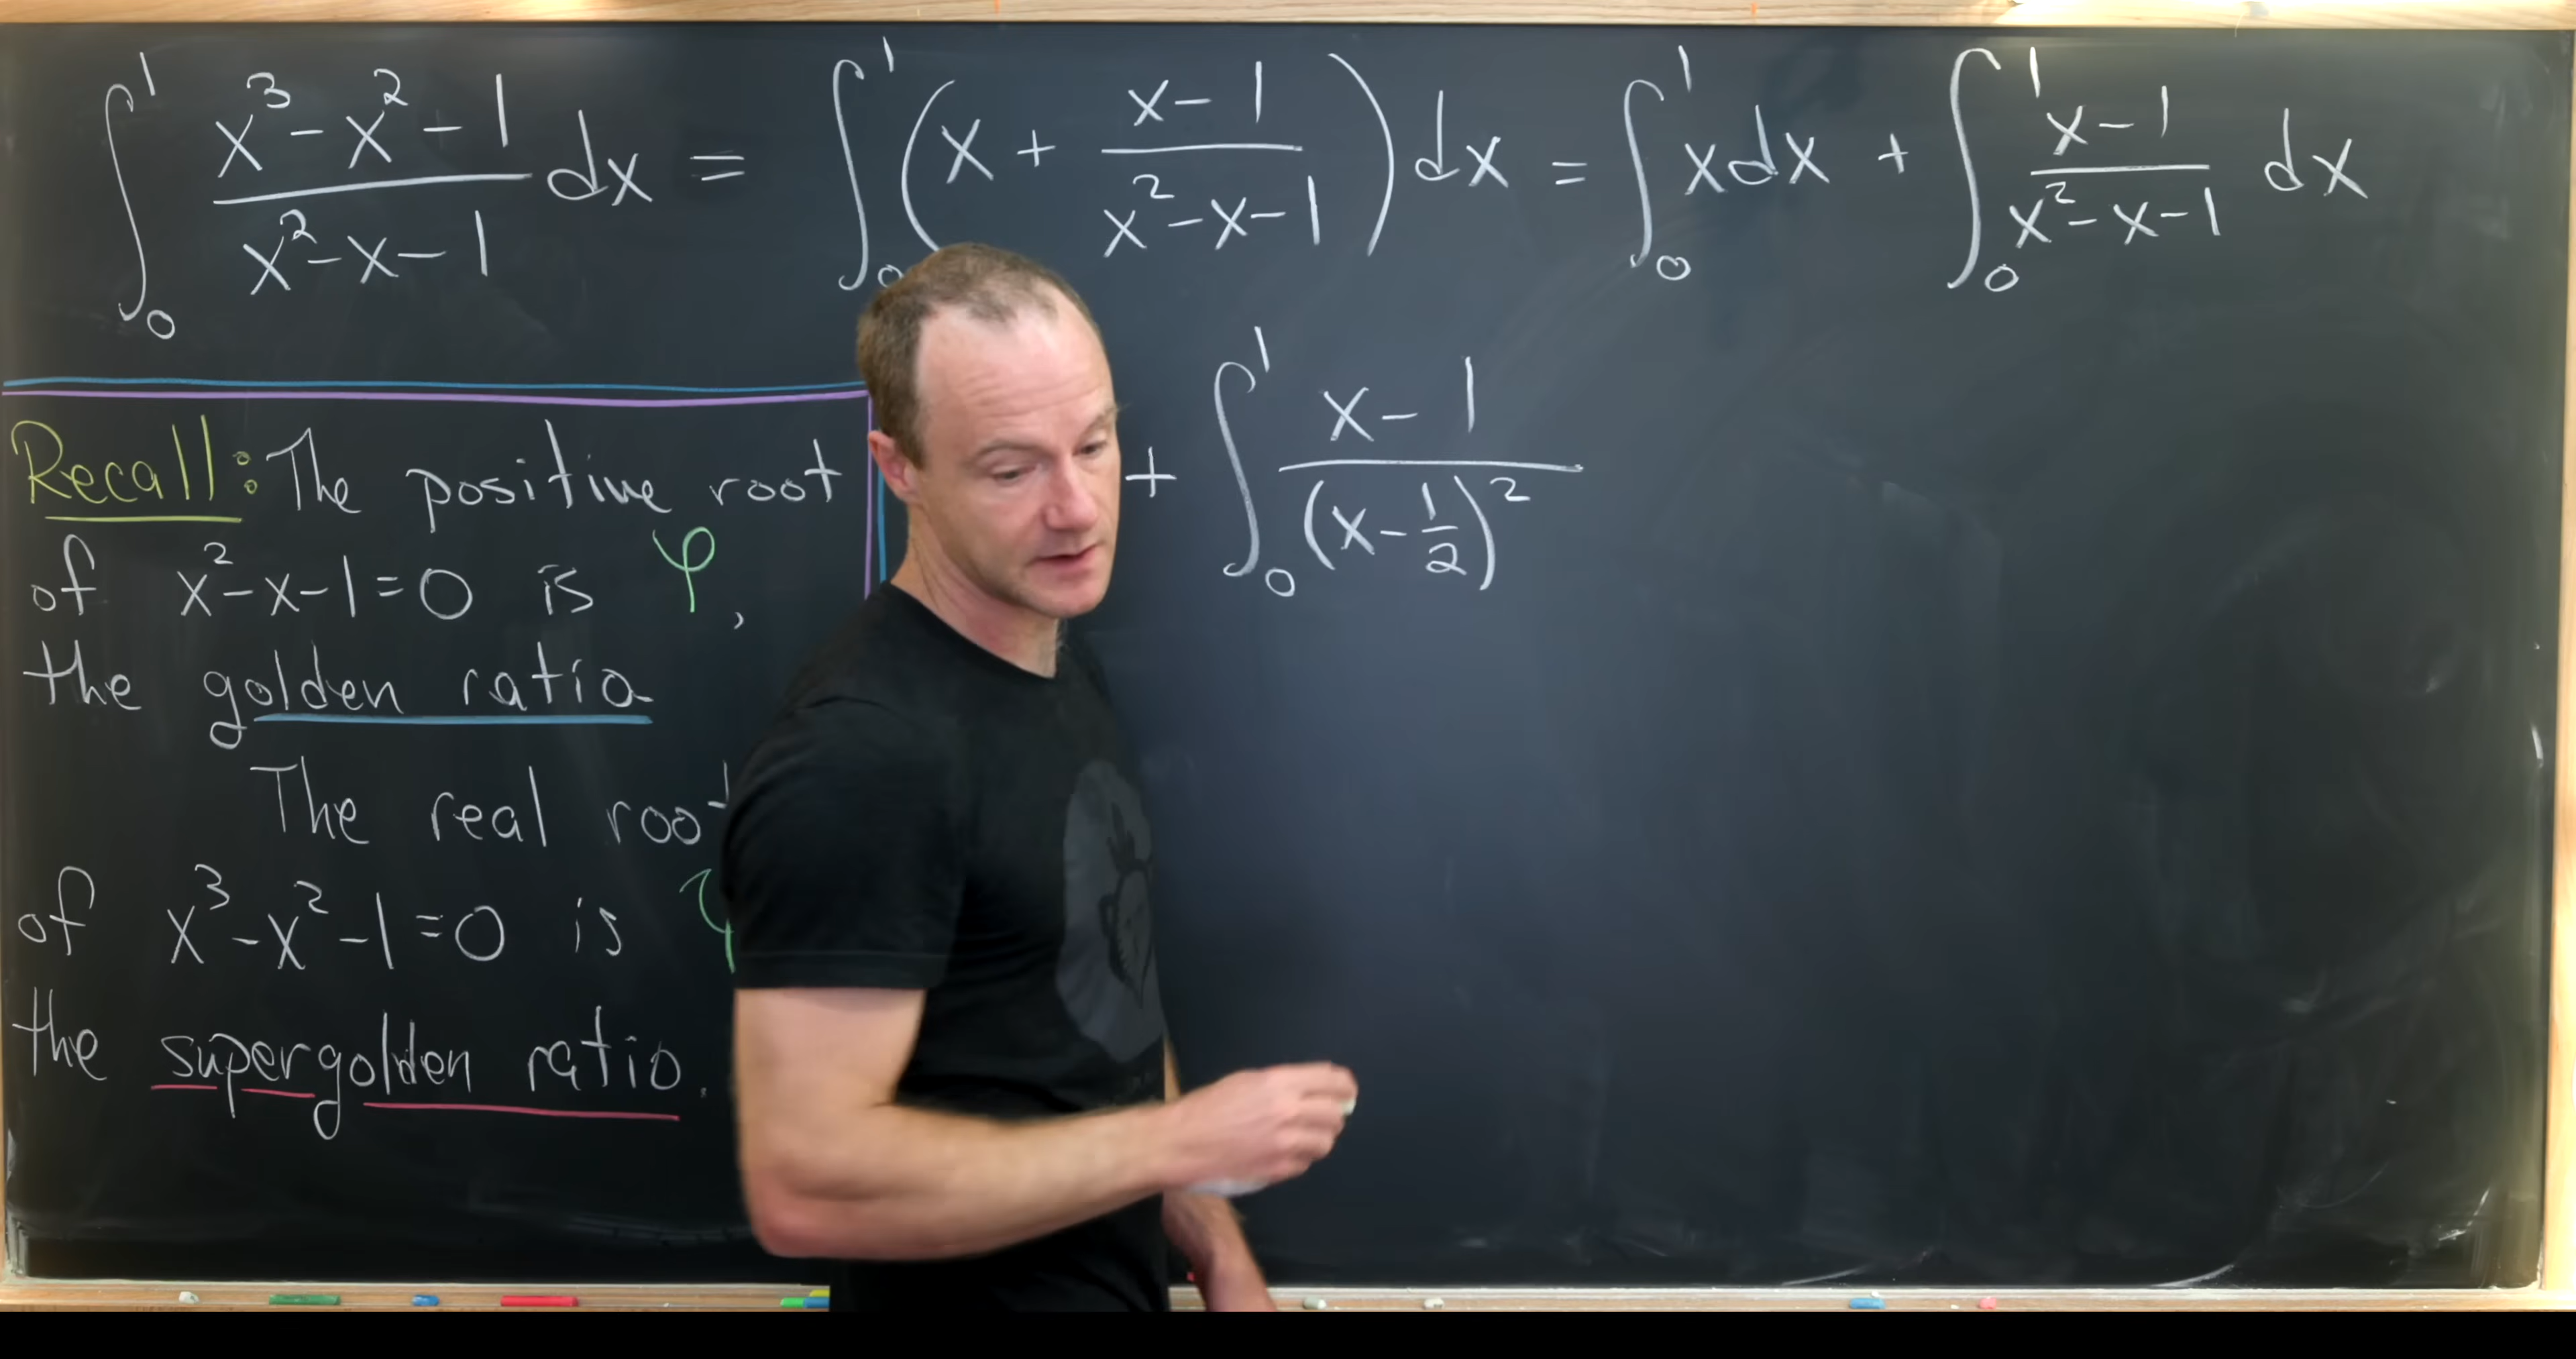 ∫₀¹ (x³ - x² - 1)/(x² - x - 1) dx = ∫₀¹ (x + (x - 1)/(x² - x - 1)) dx = ∫₀¹ x dx + ∫₀¹ (x - 1)/(x² - x - 1) dx
+ ∫₀¹ (x - 1)/(x - 1/2)²
Recall: The positive root
of x² - x - 1 = 0 is φ,
the golden ratio
The real root
of x³ - x² - 1 = 0 is
the supergolden ratio.